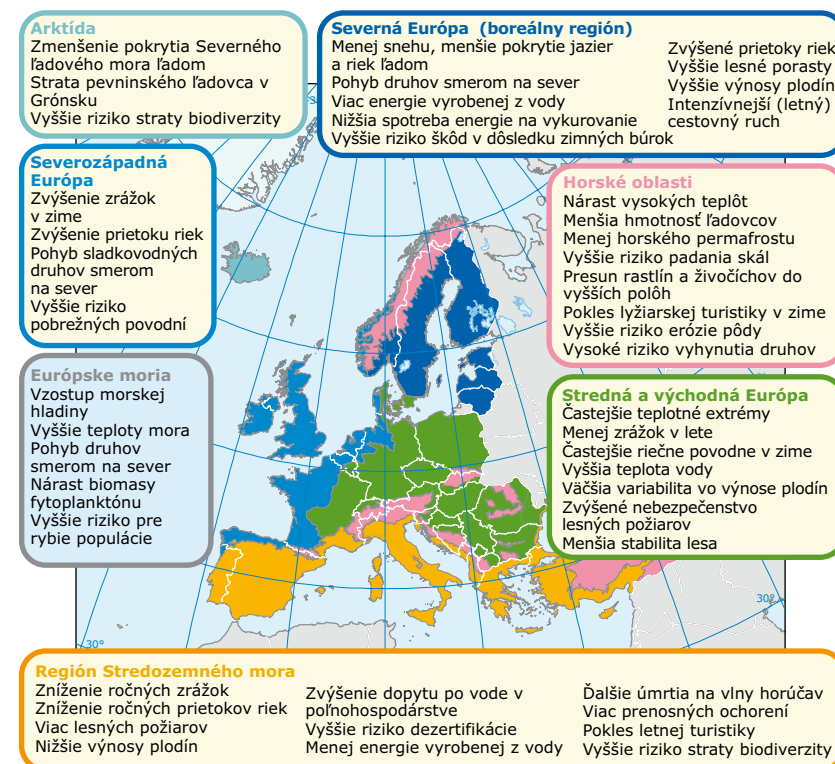 Arktída
Zmenšenie pokrytia Severného
ľadového mora ľadom
Strata pevninského ľadovca v
Grónsku
Vyššie riziko straty biodiverzity
Severná Európa (boreálny región)
Menej snehu, menšie pokrytie jazier
a riek ľadom
Pohyb druhov smerom na sever
Viac energie vyrobenej z vody
Nižšia spotreba energie na vykurovanie
Vyššie riziko škôd v dôsledku zimných búrok
Zvýšené prietoky riek
Vyššie lesné porasty
Vyššie výnosy plodín
Intenzívnejší (letný)
cestovný ruch
Severozápadná
Európa
Zvýšenie zrážok
v zime
Zvýšenie prietoku riek
Pohyb sladkovodných
druhov smerom
na sever
Vyššie riziko
pobrežných povodní
Horské oblasti
Nárast vysokých teplôt
Menšia hmotnosť ľadovcov
Menej horského permafrostu
Vyššie riziko padania skál
Presun rastlín a živočíchov do
vyšších polôh
Pokles lyžiarskej turistiky v zime
Vyššie riziko erózie pôdy
Vysoké riziko vyhynutia druhov
Európske moria
Vzostup morskej
hladiny
Vyššie teploty mora
Pohyb druhov
smerom na sever
Nárast biomasy
fytoplanktónu
Vyššie riziko pre
rybie populácie
Stredná a východná Európa
Častejšie teplotné extrémy
Menej zrážok v lete
Častejšie riečne povodne v zime
Vyššia teplota vody
Väčšia variabilita vo výnose plodín
Zvýšené nebezpečenstvo
lesných požiarov
Menšia stabilita lesa
30°
30°
Región Stredozemného mora
Zníženie ročných zrážok
Zníženie ročných prietokov riek
Viac lesných požiarov
Nižšie výnosy plodín
Zvýšenie dopytu po vode v
poľnohospodárstve
Vyššie riziko dezertifikácie
Menej energie vyrobenej z vody
Ďalšie úmrtia na vlny horúčav
Viac prenosných ochorení
Pokles letnej turistiky
Vyššie riziko straty biodiverzity